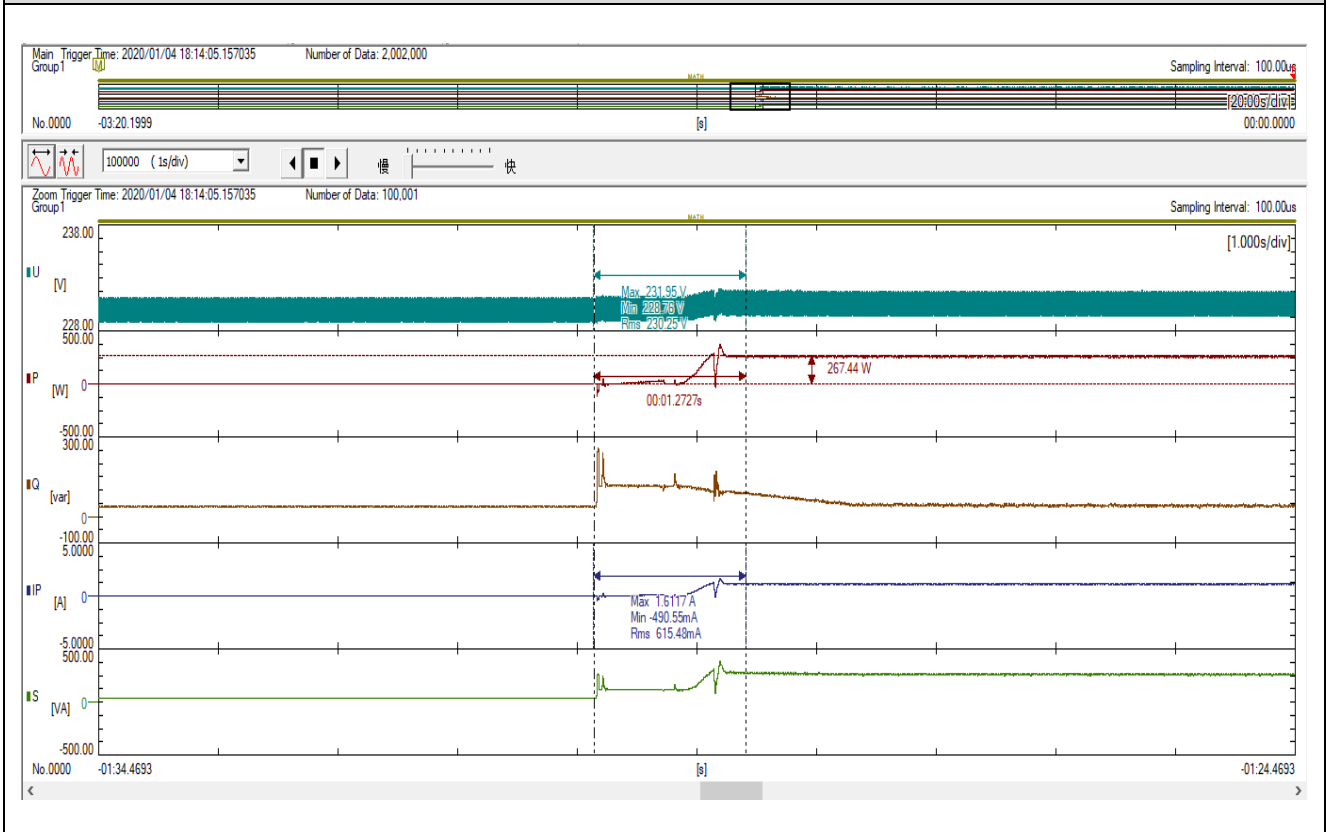 Main Trigger Time: 2020/01/04 18:14:05.157035 Number of Data: 2,002,000
Group1 M Sampling Interval: 100.00us
MATH
[20.00s/div]
No.0000 -03:20.1999 [s] 00:00.0000
100000 ( 1s/div) 慢 快
Zoom Trigger Time: 2020/01/04 18:14:05.157035 Number of Data: 100,001
Group1 Sampling Interval: 100.00us
MATH
238.00
[1.000s/div]
U
[V]
Max 231.95 V
Min 228.76 V
228.00 Rms 230.25 V
500.00
P 267.44 W
[W] 0
00:01.2727s
-500.00
300.00
Q
[var]
0
-100.00
5.0000
IP
[A] 0
Max 1.6117 A
Min -490.55mA
Rms 615.48mA
-5.0000
500.00
S
[VA] 0
-500.00
No.0000 -01:34.4693 [s] -01:24.4693